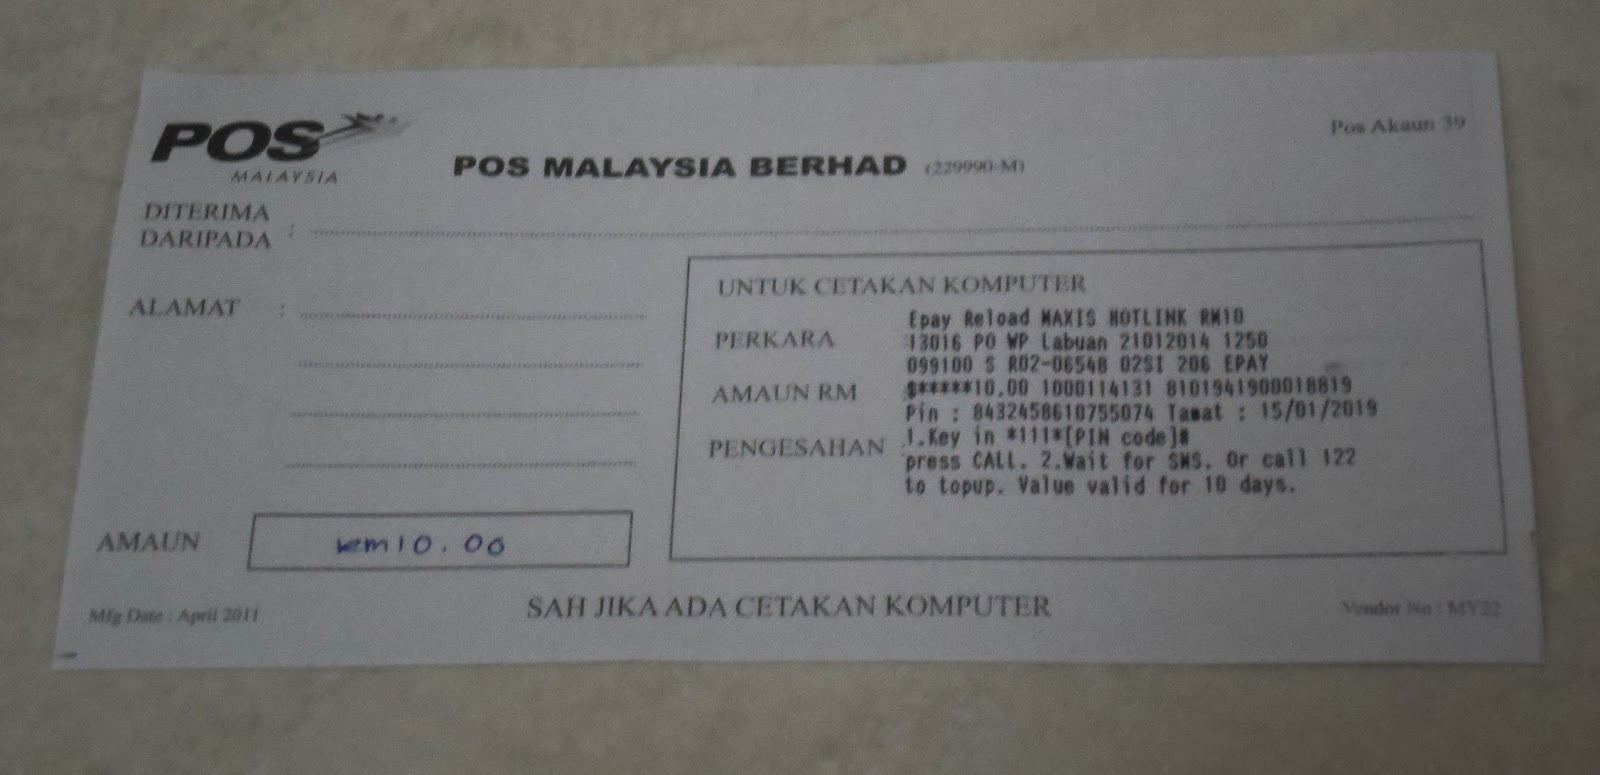 POS
MALAYSIA
Pos Akaun 39
POS MALAYSIA BERHAD (229990-M)
DITERIMA
DARIPADA :
ALAMAT :
UNTUK CETAKAN KOMPUTER
Epay Reload MAXIS HOTLINK RM10
PERKARA 13016 PO WP Labuan 21012014 1250
099100 S R02-06548 02SI 206 EPAY
AMAUN RM $*****10.00 1000114131 8101941900018819
Pin : 8432458610755074 Tamat : 15/01/2019
PENGESAHAN 1.Key in *111*[PIN code]#
press CALL. 2.Wait for SMS. Or call 122
to topup. Value valid for 10 days.
AMAUN rm10.00
Mfg Date : April 2011
SAH JIKA ADA CETAKAN KOMPUTER
Vendor No : MY22